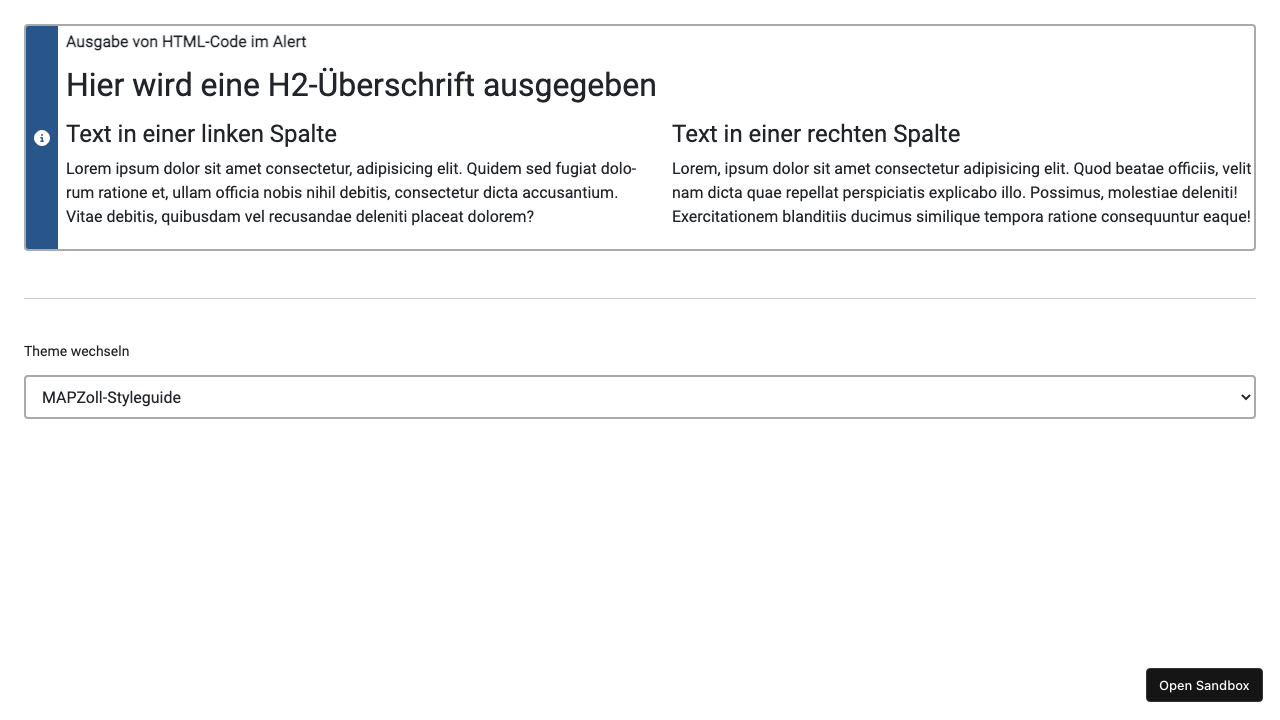 Ausgabe von HTML-Code im Alert
Hier wird eine H2-Überschrift ausgegeben
Text in einer linken Spalte
Lorem ipsum dolor sit amet consectetur, adipisicing elit. Quidem sed fugiat dolo-
rum ratione et, ullam officia nobis nihil debitis, consectetur dicta accusantium.
Vitae debitis, quibusdam vel recusandae deleniti placeat dolorem?
Text in einer rechten Spalte
Lorem, ipsum dolor sit amet consectetur adipisicing elit. Quod beatae officiis, velit
nam dicta quae repellat perspiciatis explicabo illo. Possimus, molestiae deleniti!
Exercitationem blanditiis ducimus similique tempora ratione consequuntur eaque!
Theme wechseln
MAPZoll-Styleguide
Open Sandbox